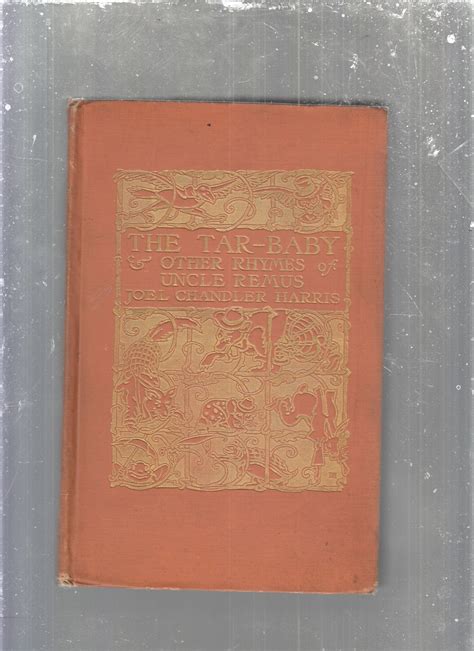 THE TAR-BABY
& OTHER RHYMES of
UNCLE REMUS
JOEL CHANDLER HARRIS